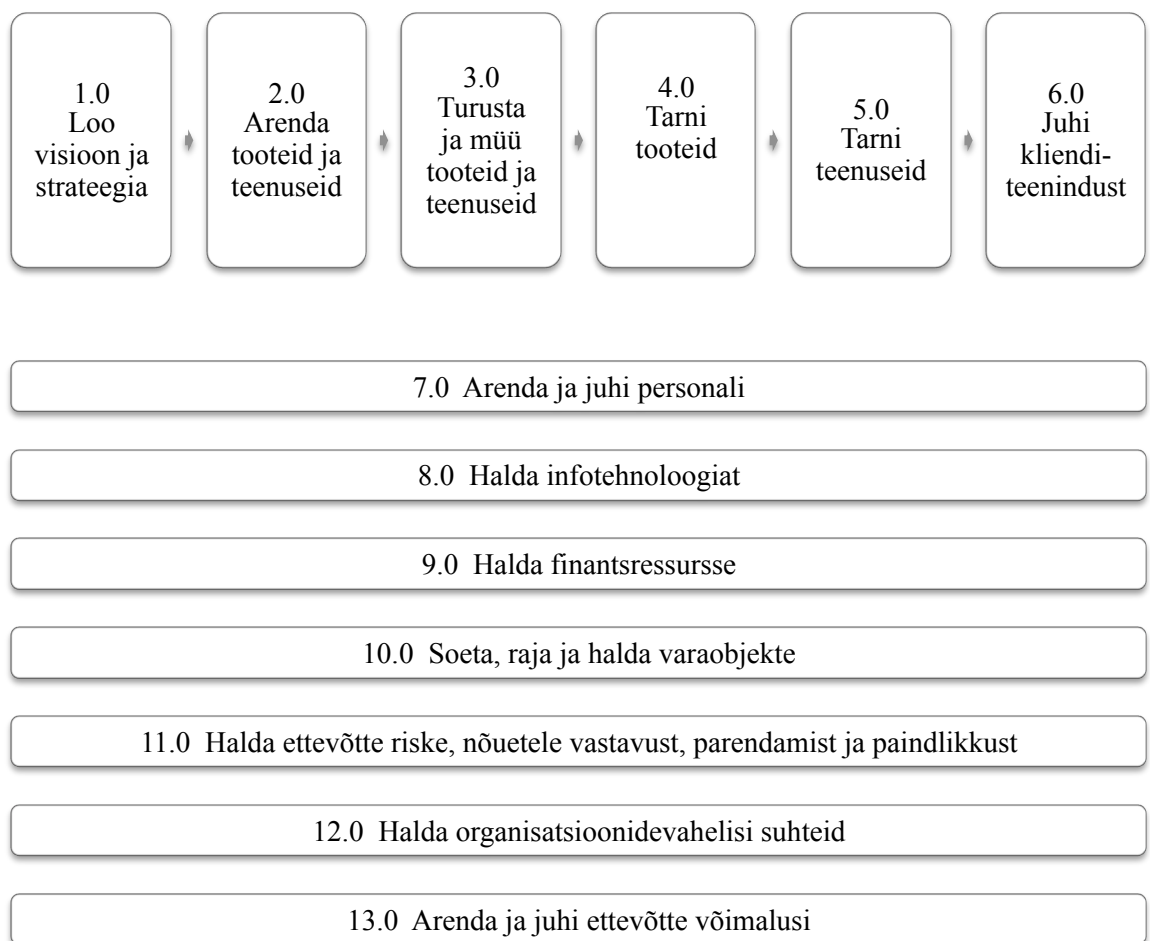 1.0
Loo
visioon ja
strateegia
2.0
Arenda
tooteid ja
teenuseid
3.0
Turusta
ja müü
tooteid ja
teenuseid
4.0
Tarni
tooteid
5.0
Tarni
teenuseid
6.0
Juhi
kliendi-
teenindust
7.0 Arenda ja juhi personali
8.0 Halda infotehnoloogiat
9.0 Halda finantsressursse
10.0 Soeta, raja ja halda varaobjekte
11.0 Halda ettevõtte riske, nõuetele vastavust, parendamist ja paindlikkust
12.0 Halda organisatsioonidevahelisi suhteid
13.0 Arenda ja juhi ettevõtte võimalusi